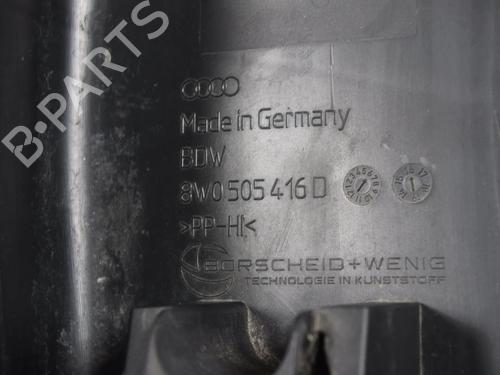 B-PARTS
Made in Germany
BDW
8W0 505 416 D
>PP-HI<
BORSCHEID+WENIG
TECHNOLOGIE IN KUNSTSTOFF